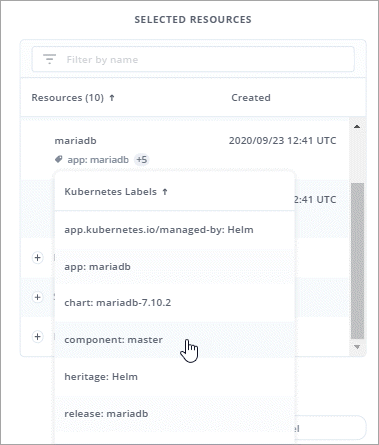 SELECTED RESOURCES
Filter by name
Resources (10) ↑ Created
mariadb 2020/09/23 12:41 UTC
app: mariadb +5
Kubernetes Labels ↑
2:41 UTC
app.kubernetes.io/managed-by: Helm
app: mariadb
chart: mariadb-7.10.2
component: master
heritage: Helm
release: mariadb